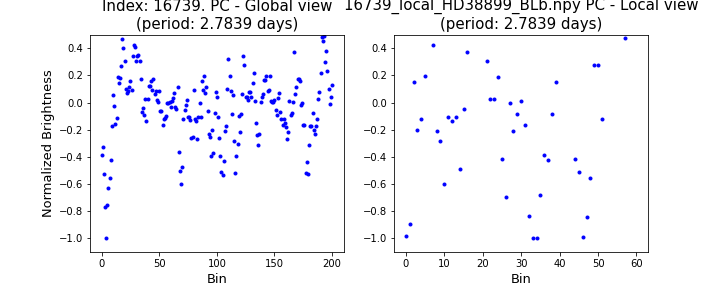 Index: 16739. PC - Global view
(period: 2.7839 days)
16739_local_HD38899_BLb.npy PC - Local view
(period: 2.7839 days)
Normalized Brightness
0.4
0.2
0.0
−0.2
−0.4
−0.6
−0.8
−1.0
0 50 100 150 200
Bin
0.4
0.2
0.0
−0.2
−0.4
−0.6
−0.8
−1.0
0 10 20 30 40 50 60
Bin